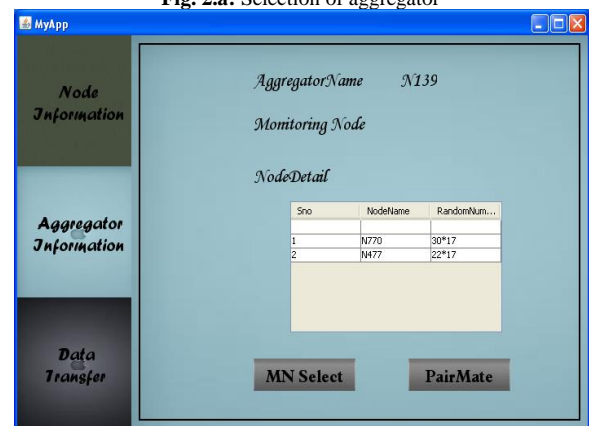 Fig. 2.a: Selection of aggregator
MyApp
Node
Information
Aggregator
Information
Data
Transfer
AggregatorName N139
Monitoring Node
NodeDetail
Sno NodeName RandomNum...
1 N770 30*17
2 N477 22*17
MN Select PairMate